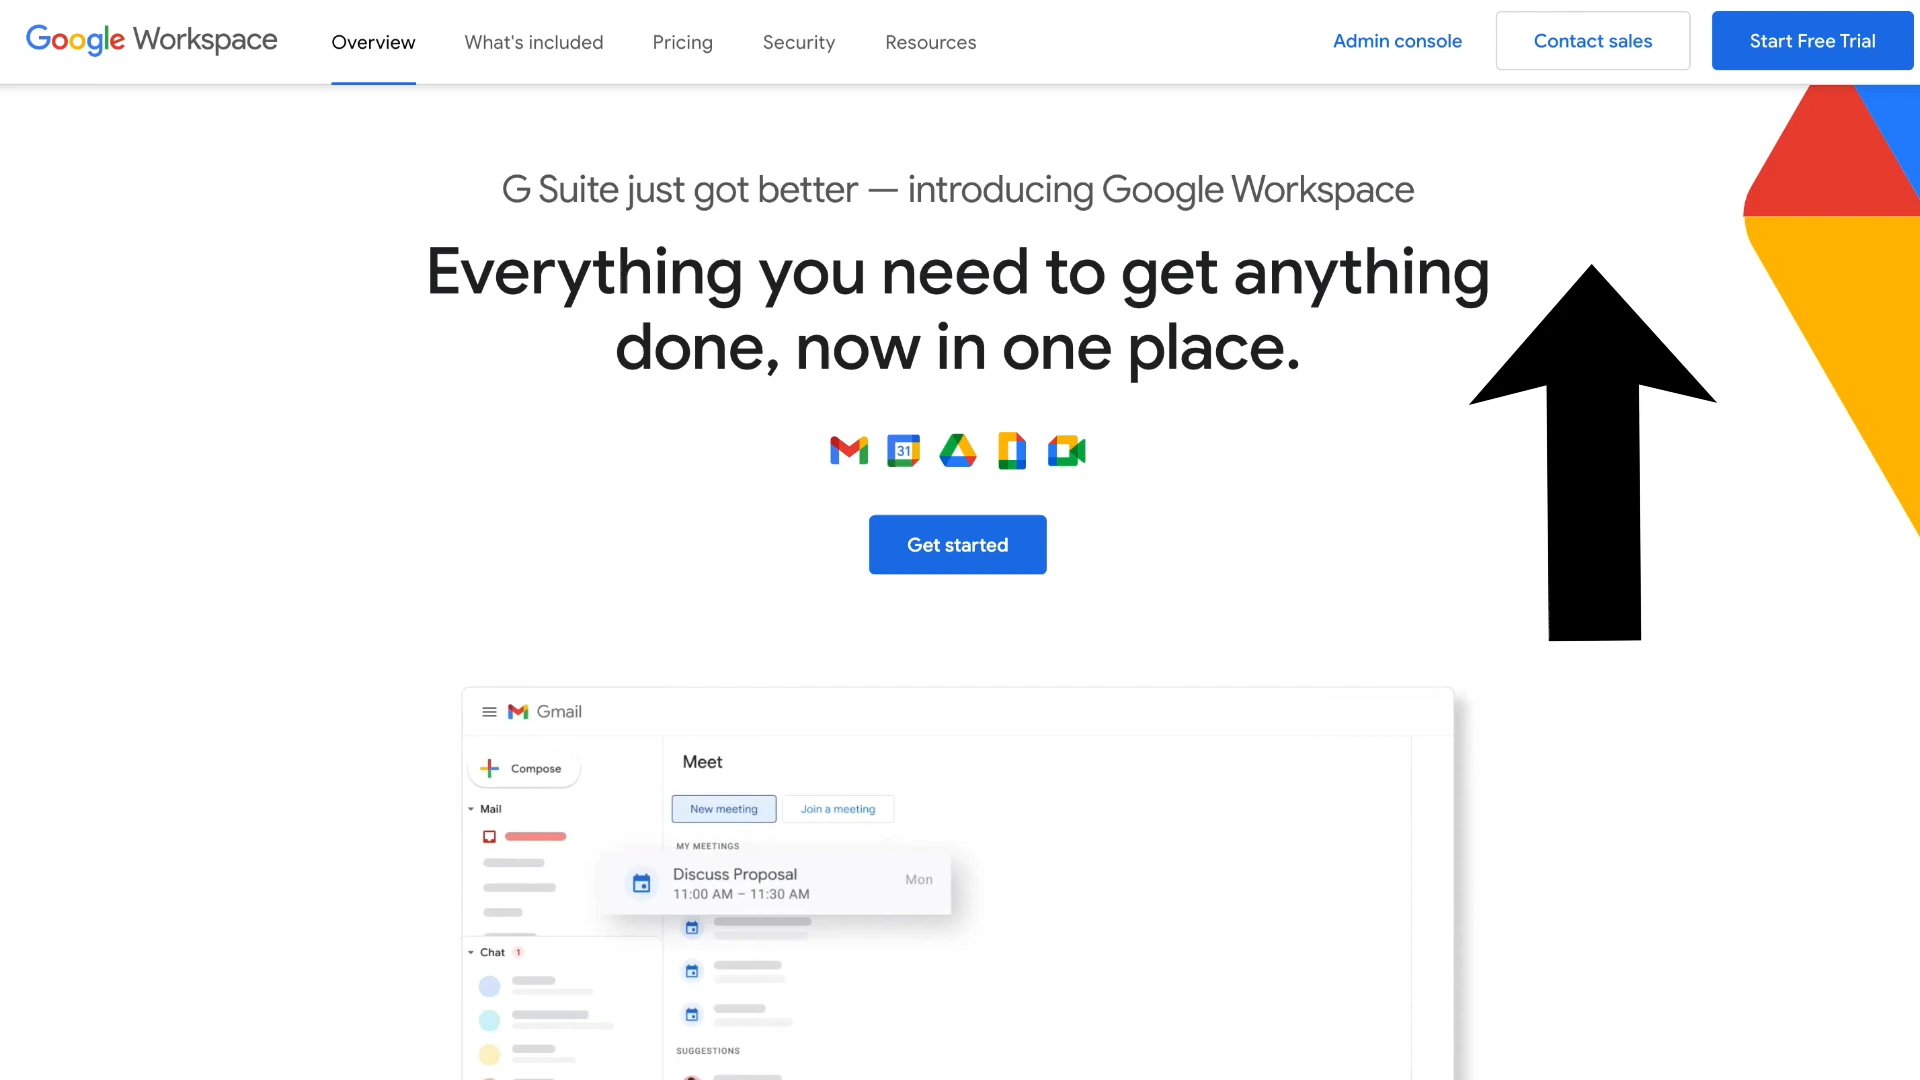 Google Workspace
Overview
What's included
Pricing
Security
Resources
Admin console
Contact sales
Start Free Trial
G Suite just got better — introducing Google Workspace
Everything you need to get anything
done, now in one place.
31
Get started
Gmail
Compose
Meet
New meeting
Join a meeting
Mail
MY MEETINGS
Discuss Proposal
11:00 AM – 11:30 AM
Mon
Chat 1
SUGGESTIONS